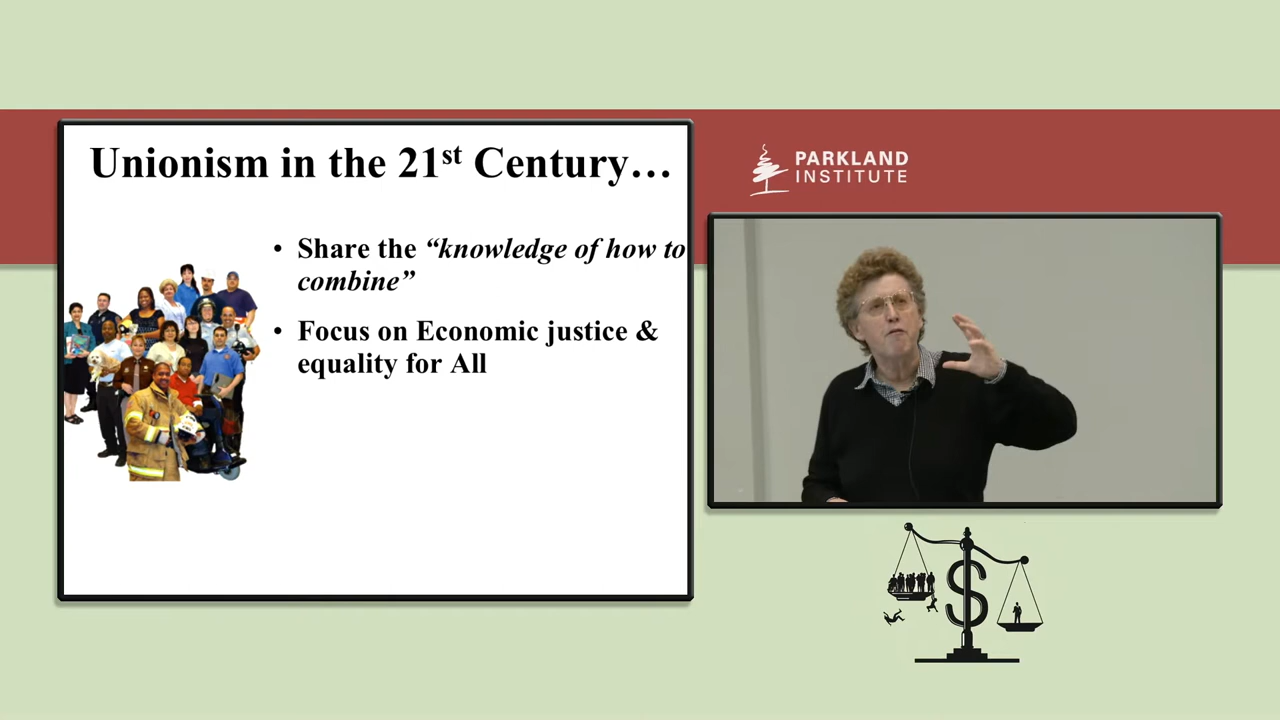 Unionism in the 21st Century…
• Share the “knowledge of how to
combine”
• Focus on Economic justice &
equality for All
PARKLAND
INSTITUTE
$